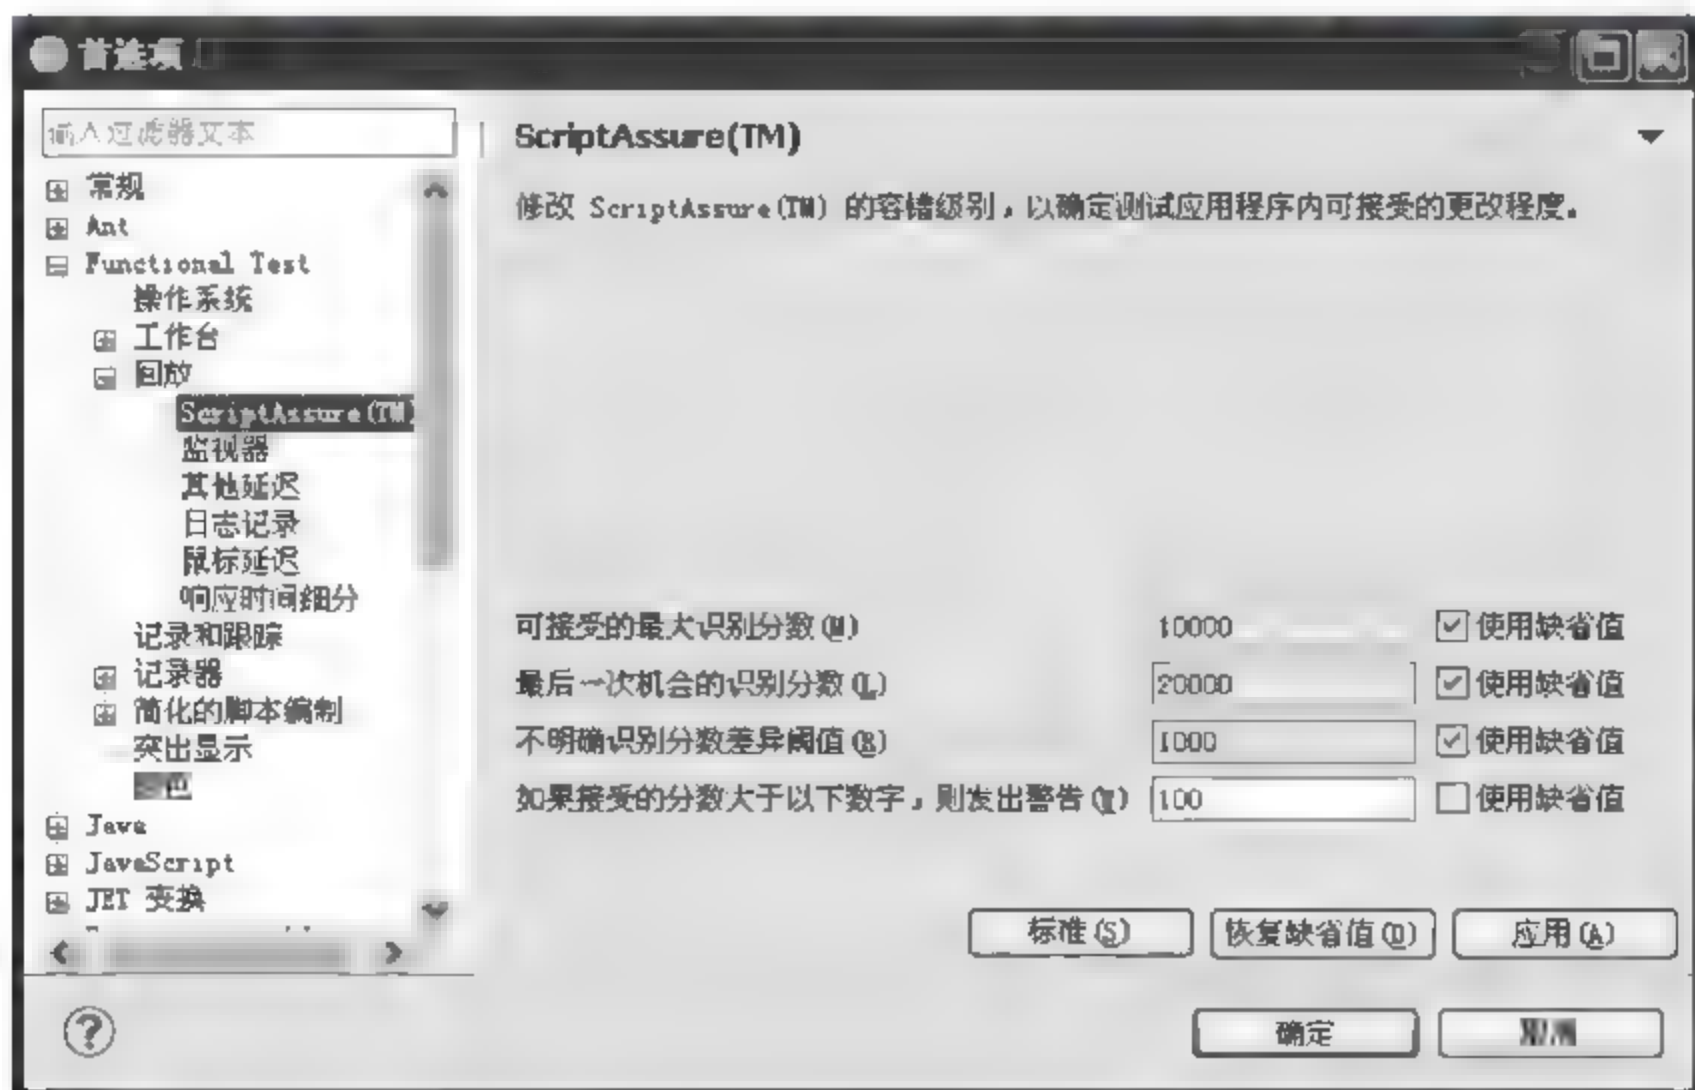 首选项
输入过滤器文本
常规
Ant
Functional Test
操作系统
工作台
回放
ScriptAssure(TM)
监视器
其他延迟
日志记录
鼠标延迟
响应时间细分
记录和跟踪
记录器
简化的脚本编制
突出显示
色
Java
JavaScript
JET 变换
ScriptAssure(TM)
修改 ScriptAssure(TM) 的容错级别，以确定测试应用程序内可接受的更改程度。
可接受的最大识别分数(M) 10000 使用缺省值
最后一次机会的识别分数(L) 20000 使用缺省值
不明确识别分数差异阈值(R) 1000 使用缺省值
如果接受的分数大于以下数字，则发出警告(Y) 100 使用缺省值
标准(S) 恢复缺省值(D) 应用(A)
确定